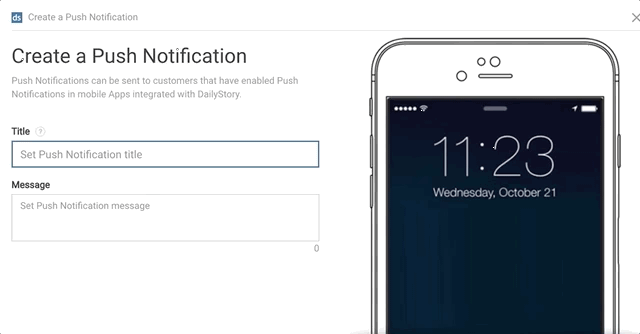 ds Create a Push Notification
Create a Push Notification
Push Notifications can be sent to customers that have enabled Push
Notifications in mobile Apps integrated with DailyStory.
Title ?
Set Push Notification title
Message
Set Push Notification message
0
11:23
Wednesday, October 21